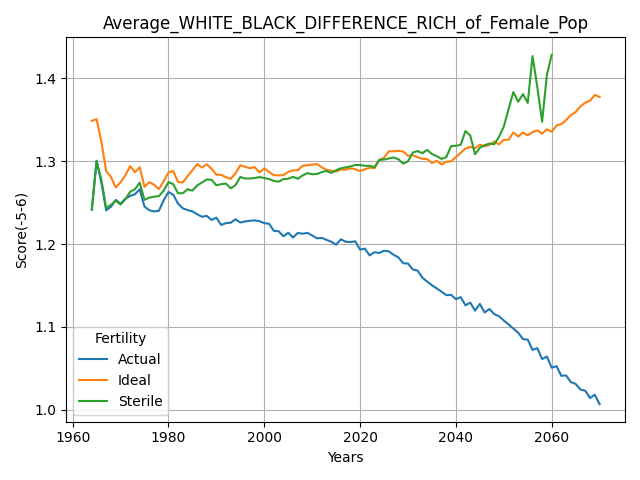 Average_WHITE_BLACK_DIFFERENCE_RICH_of_Female_Pop
Score(-5-6)
1.4
1.3
1.2
1.1
1.0
Fertility
Actual
Ideal
Sterile
1960 1980 2000 2020 2040 2060
Years